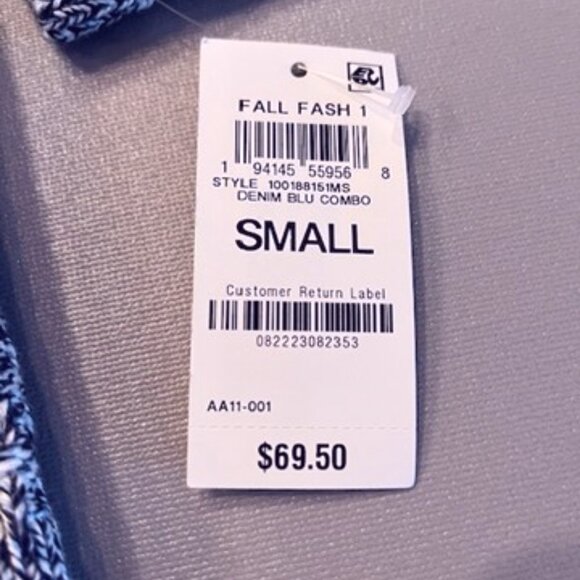 FALL FASH 1
1 94145 55956 8
STYLE 100188151MS
DENIM BLU COMBO
SMALL
Customer Return Label
082223082353
AA11-001
$69.50